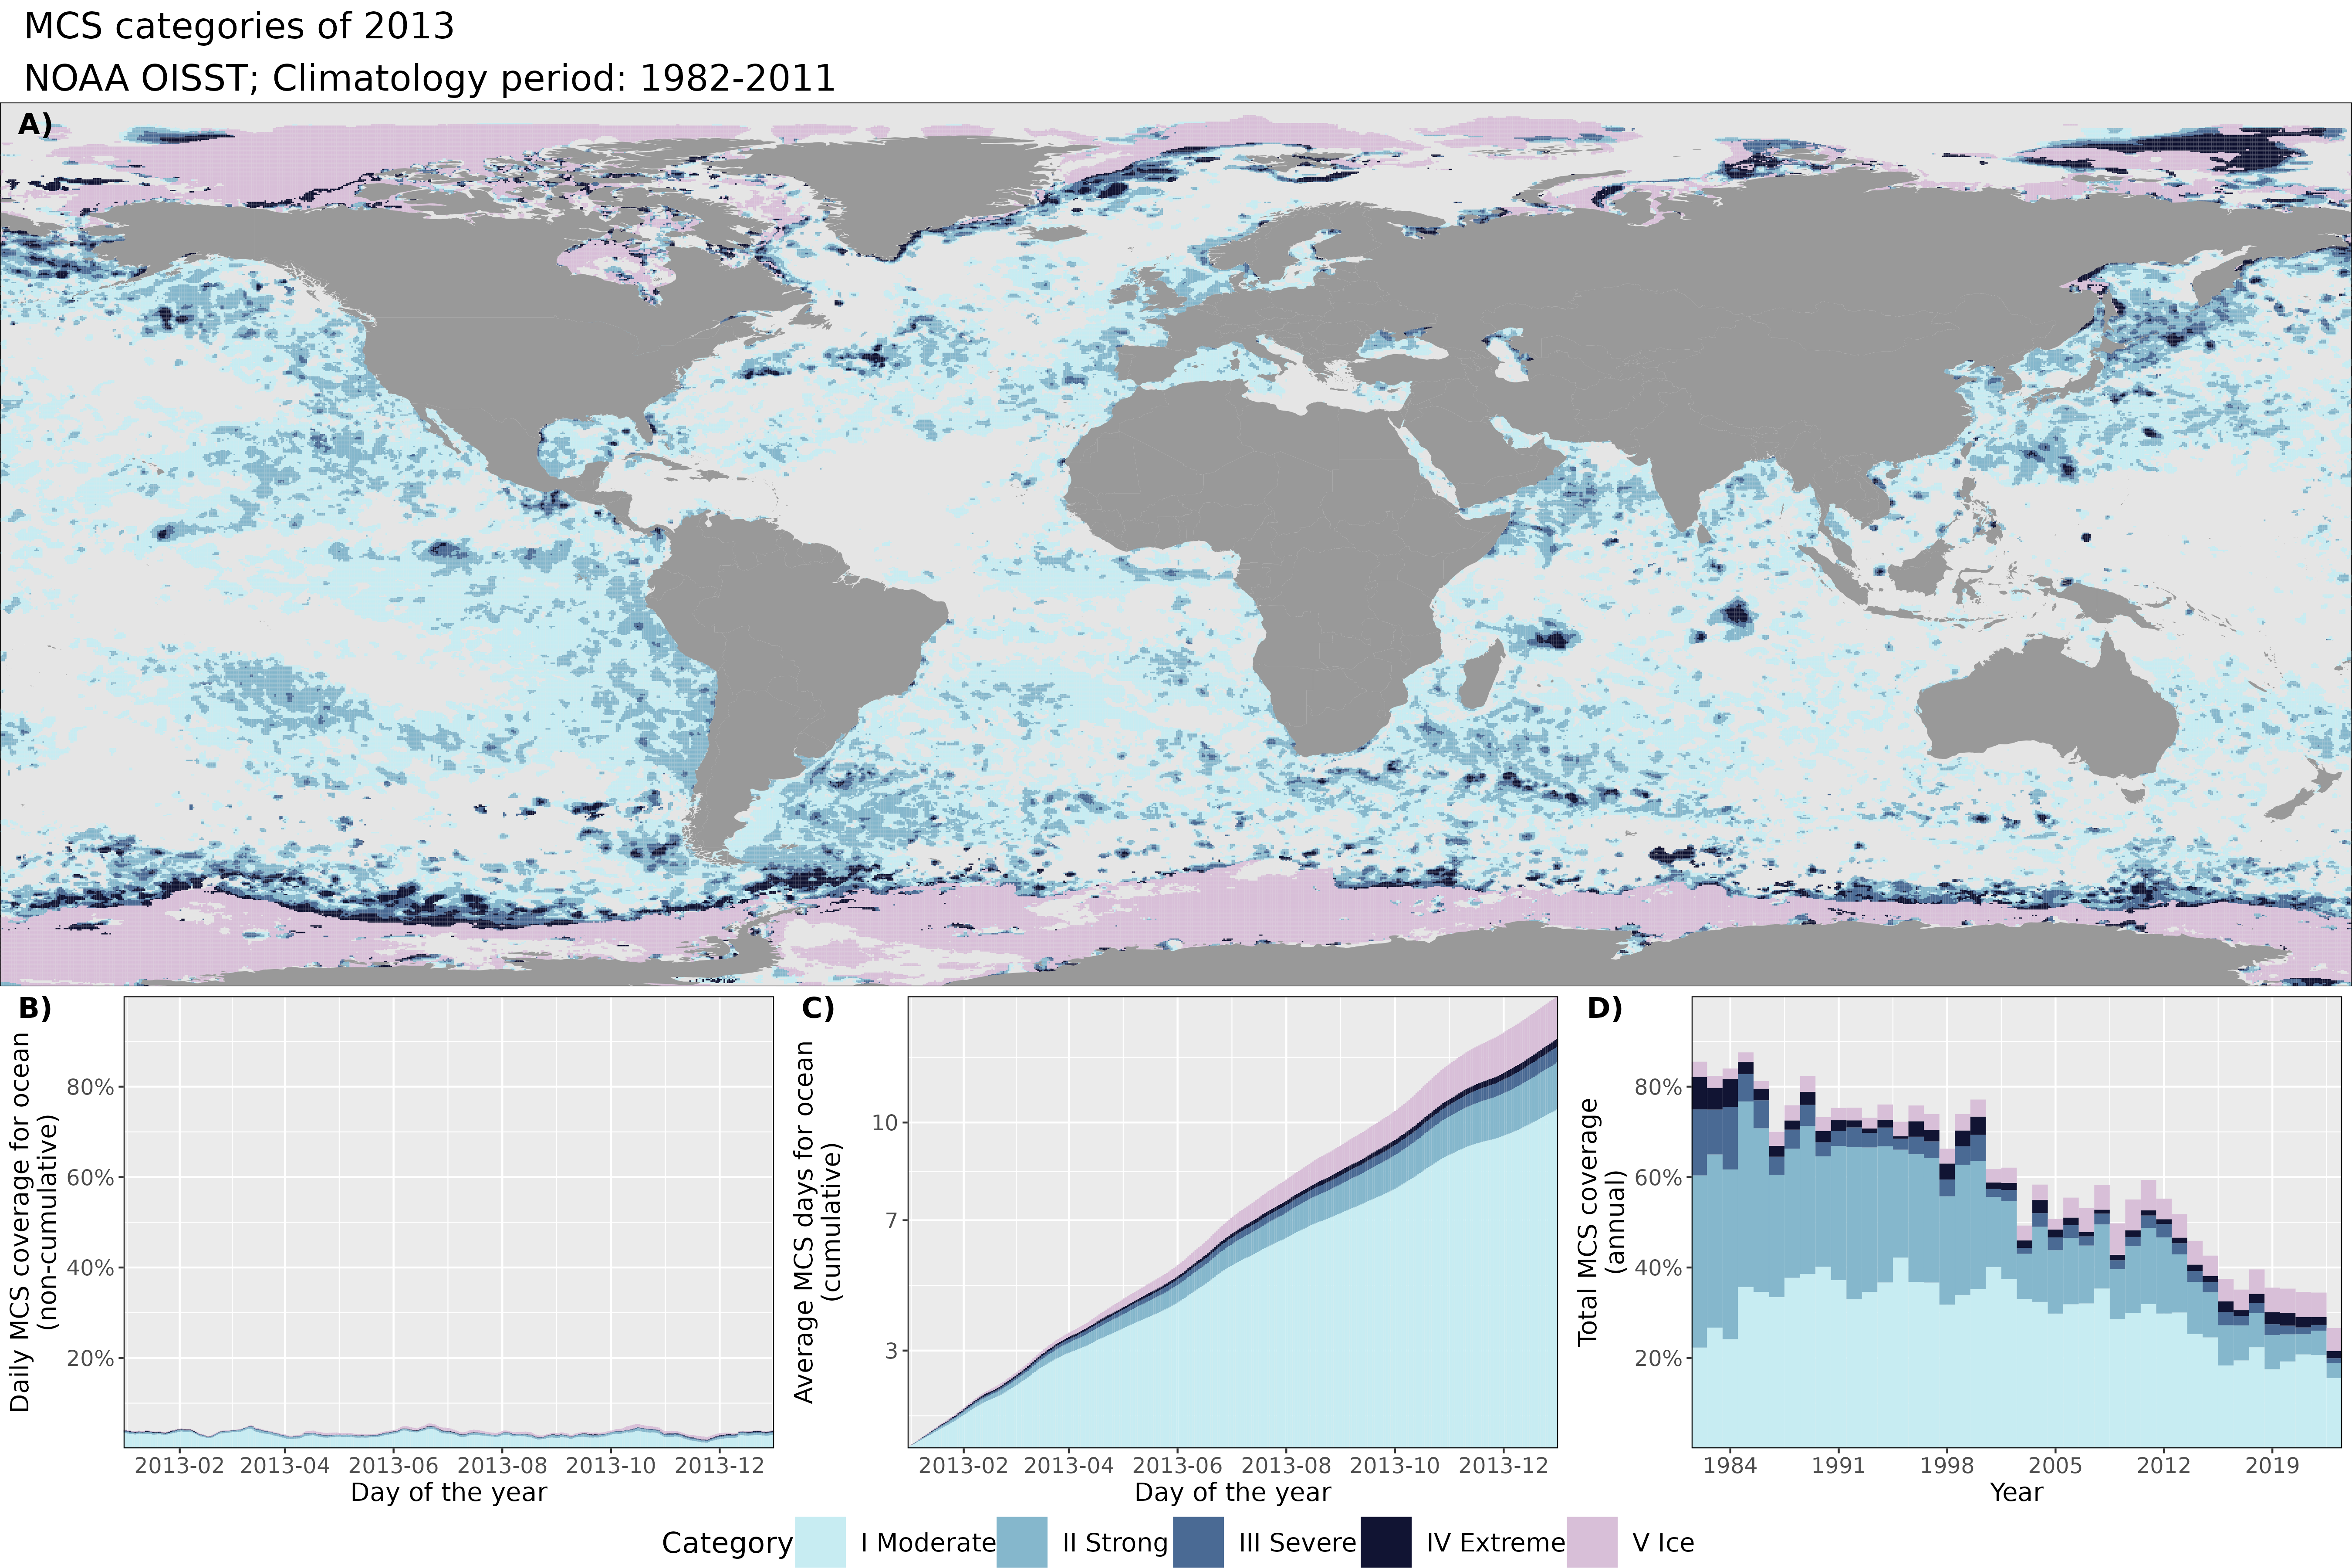 MCS categories of 2013
NOAA OISST; Climatology period: 1982-2011
A)
B)
Daily MCS coverage for ocean
(non-cumulative)
80%
60%
40%
20%
2013-02 2013-04 2013-06 2013-08 2013-10 2013-12
Day of the year
C)
Average MCS days for ocean
(cumulative)
10
7
3
2013-02 2013-04 2013-06 2013-08 2013-10 2013-12
Day of the year
D)
Total MCS coverage
(annual)
80%
60%
40%
20%
1984 1991 1998 2005 2012 2019
Year
Category I Moderate II Strong III Severe IV Extreme V Ice